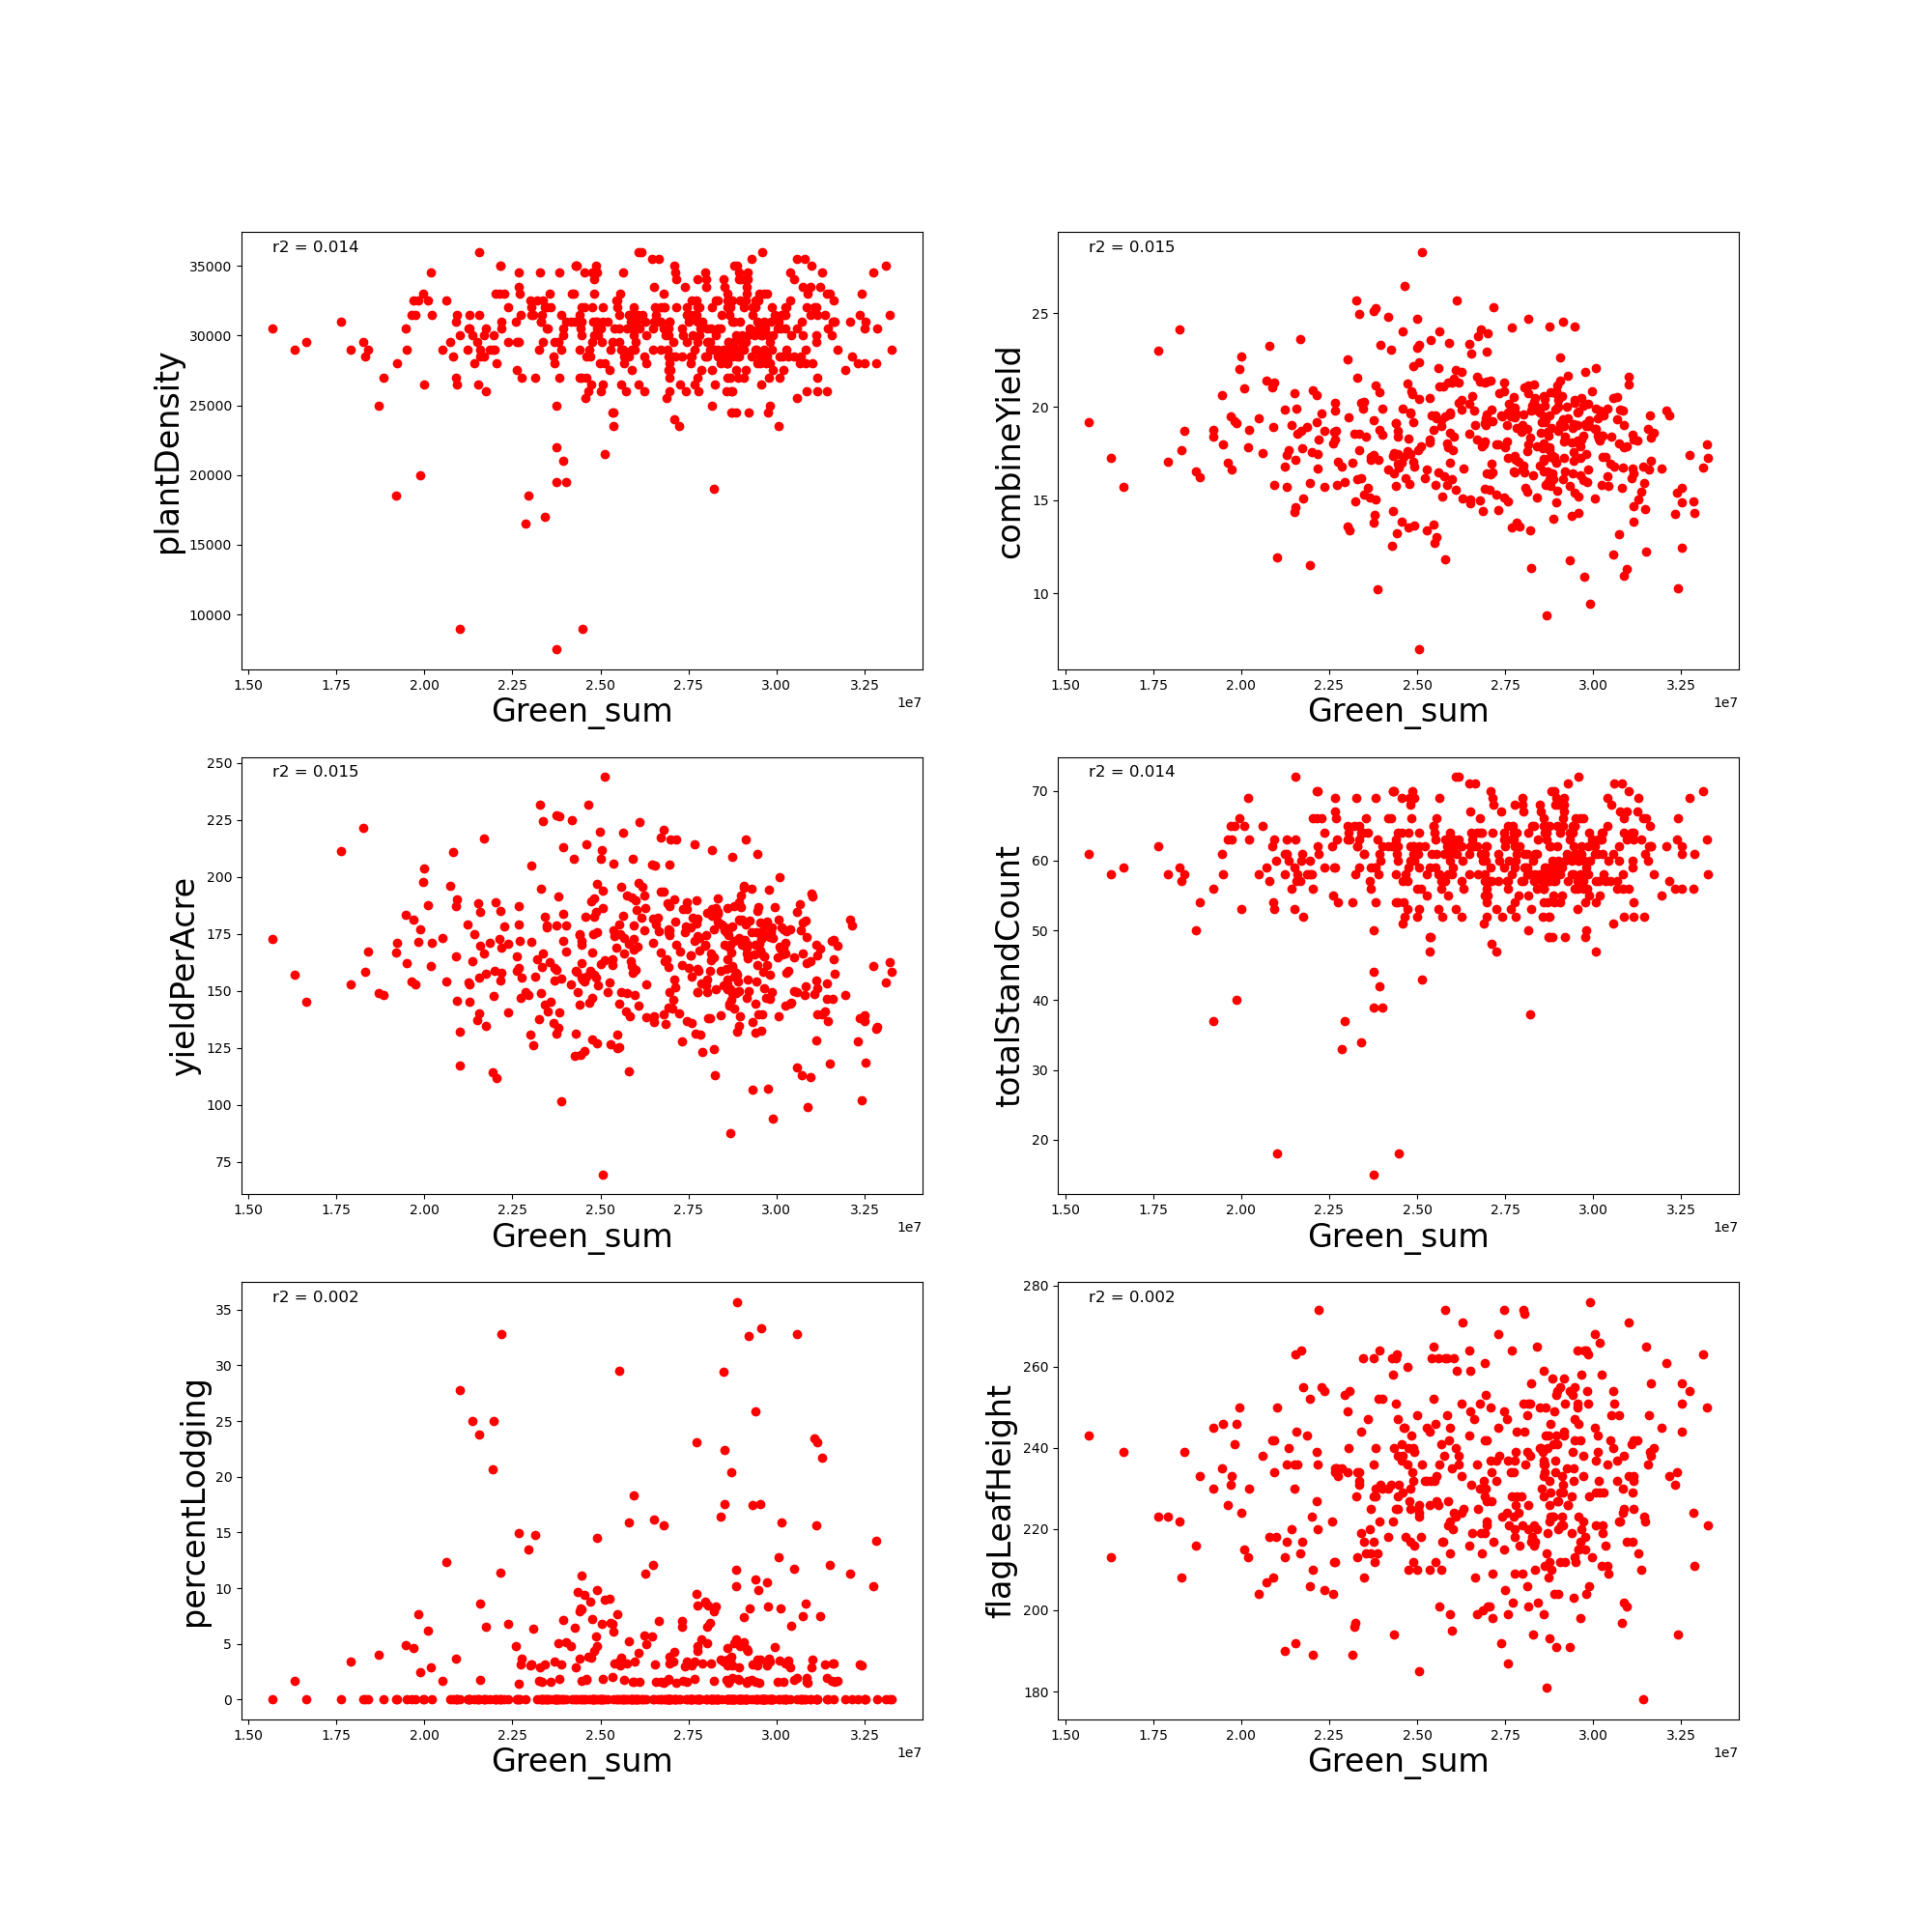 r2 = 0.014
35000
30000
25000
20000
15000
10000
plantDensity
1.50 1.75 2.00 2.25 2.50 2.75 3.00 3.25
1e7
Green_sum
r2 = 0.015
25
20
15
10
combineYield
1.50 1.75 2.00 2.25 2.50 2.75 3.00 3.25
1e7
Green_sum
r2 = 0.015
250
225
200
175
150
125
100
75
yieldPerAcre
1.50 1.75 2.00 2.25 2.50 2.75 3.00 3.25
1e7
Green_sum
r2 = 0.014
70
60
50
40
30
20
totalStandCount
1.50 1.75 2.00 2.25 2.50 2.75 3.00 3.25
1e7
Green_sum
r2 = 0.002
35
30
25
20
15
10
5
0
percentLodging
1.50 1.75 2.00 2.25 2.50 2.75 3.00 3.25
1e7
Green_sum
r2 = 0.002
280
260
240
220
200
180
flagLeafHeight
1.50 1.75 2.00 2.25 2.50 2.75 3.00 3.25
1e7
Green_sum